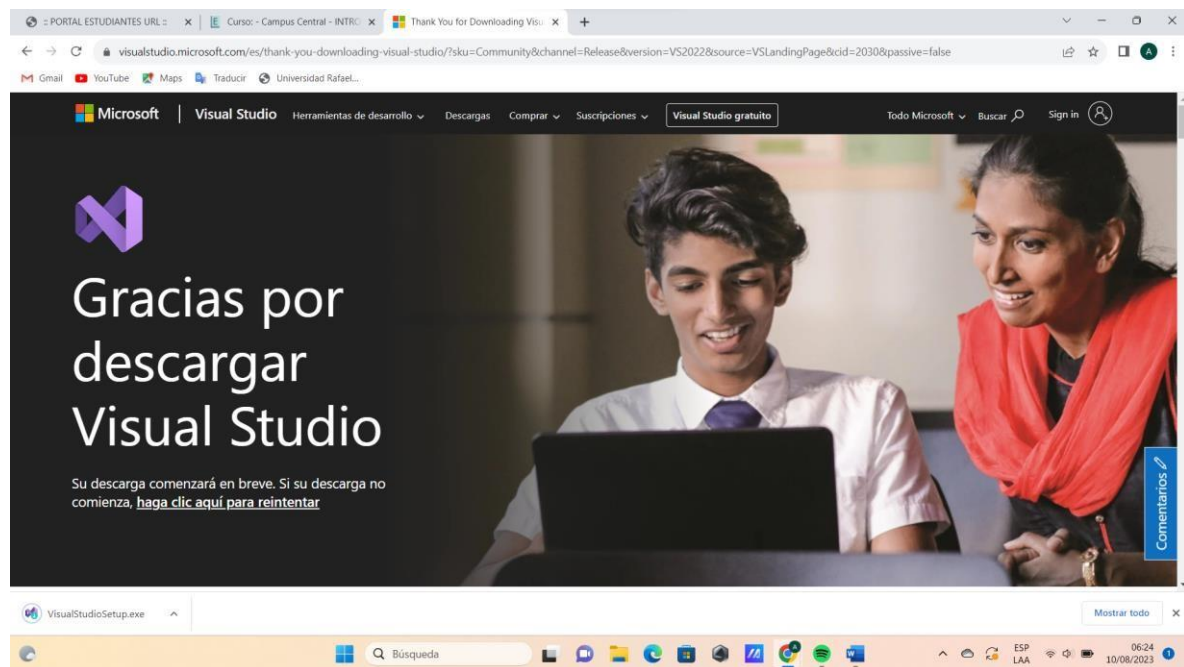 :: PORTAL ESTUDIANTES URL ::
Curso: - Campus Central - INTRO
Thank You for Downloading Visu
visualstudio.microsoft.com/es/thank-you-downloading-visual-studio/?sku=Community&channel=Release&version=VS2022&source=VSLandingPage&cid=2030&passive=false
A
Gmail YouTube Maps Traducir Universidad Rafael...
Microsoft | Visual Studio Herramientas de desarrollo Descargas Comprar Suscripciones Visual Studio gratuito Todo Microsoft Buscar Sign in
Gracias por
descargar
Visual Studio
Su descarga comenzará en breve. Si su descarga no
comienza, haga clic aquí para reintentar
Comentarios
VisualStudioSetup.exe
Mostrar todo
Búsqueda
ESP
LAA
06:24
10/08/2023
1